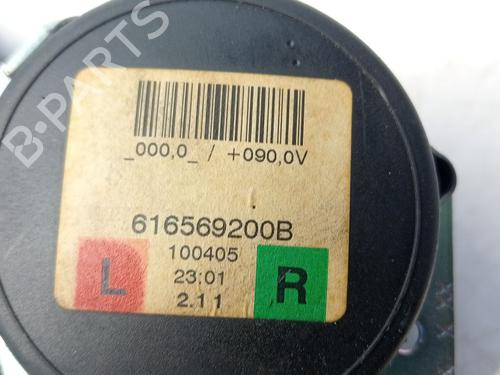 B-PARTS
_000,0_ / +090,0V
616569200B
100405
23:01
L
R
2.1 1